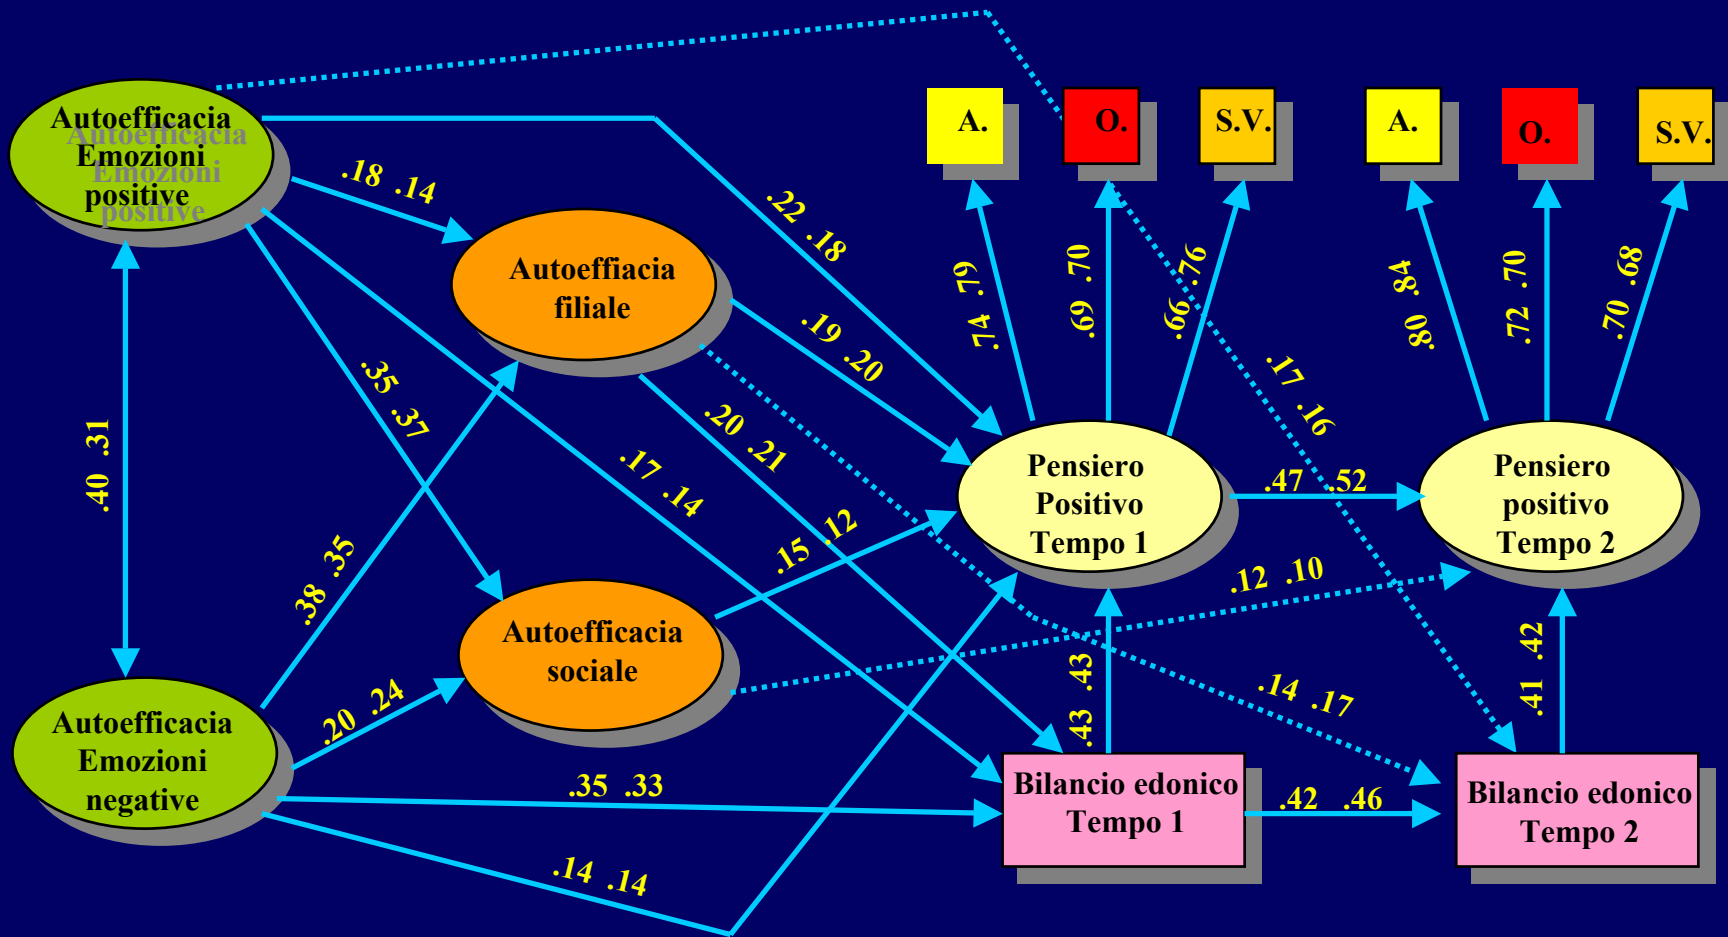 Autoefficacia
Emozioni
positive
A.
O.
S.V.
A.
O.
S.V.
.18 .14
.22 .18
Autoeffiacia
filiale
.74 .79
.69 .70
.66 .76
.80 .84
.72 .70
.70 .68
.19 .20
.35 .37
.20 .21
.17 .16
.40 .31
.17 .14
Pensiero
Positivo
Tempo 1
.47 .52
Pensiero
positivo
Tempo 2
.38 .35
.15 .12
.12 .10
Autoefficacia
sociale
.43 .43
.41 .42
.14 .17
.20 .24
Autoefficacia
Emozioni
negative
.35 .33
Bilancio edonico
Tempo 1
.42 .46
Bilancio edonico
Tempo 2
.14 .14